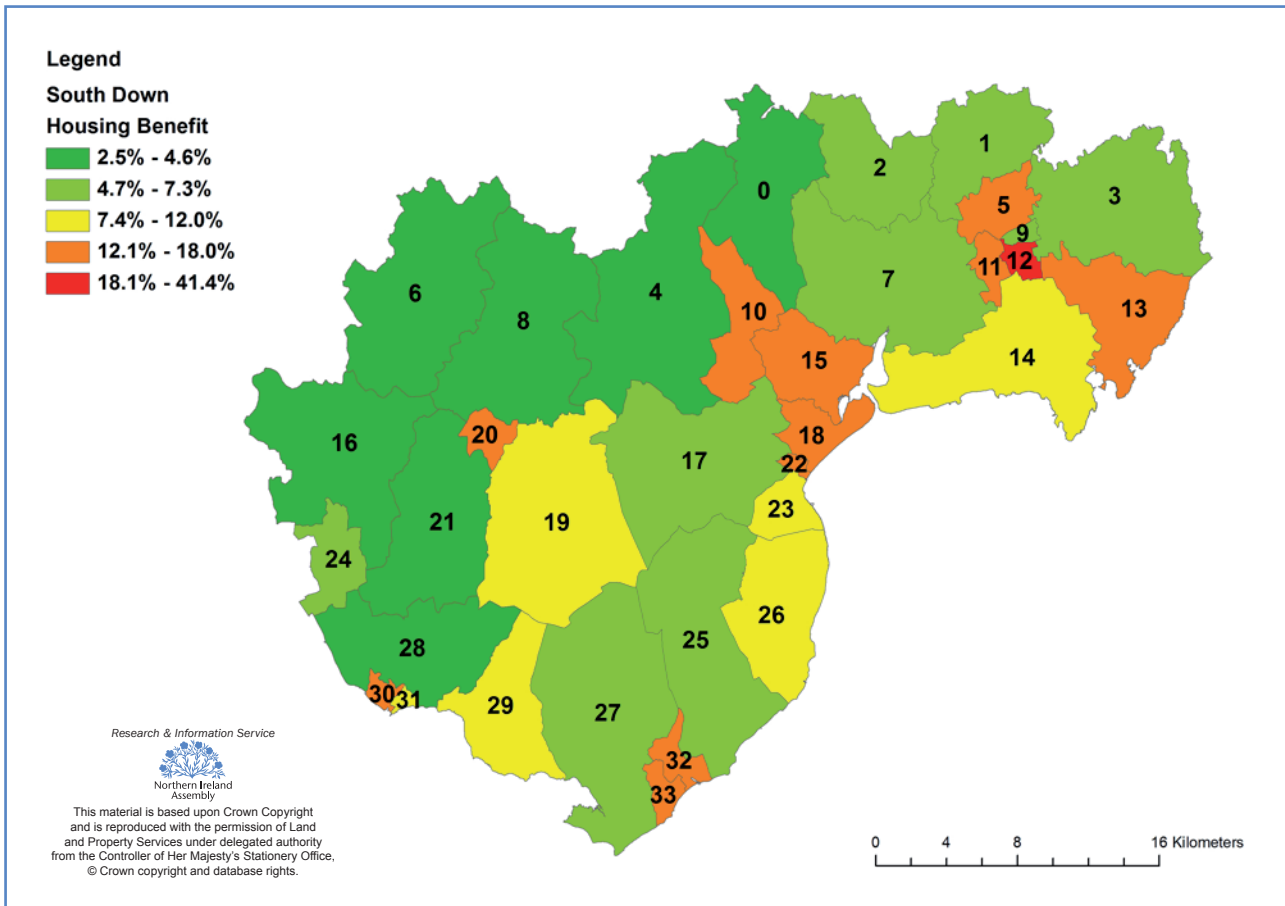 Legend
South Down
Housing Benefit
2.5% - 4.6%
4.7% - 7.3%
7.4% - 12.0%
12.1% - 18.0%
18.1% - 41.4%
0
1
2
3
4
5
6
7
8
9
10
11
12
13
14
15
16
17
18
19
20
21
22
23
24
25
26
27
28
29
30
31
32
33
Research & Information Service
Northern Ireland
Assembly
This material is based upon Crown Copyright
and is reproduced with the permission of Land
and Property Services under delegated authority
from the Controller of Her Majesty's Stationery Office,
© Crown copyright and database rights.
0 4 8 16 Kilometers